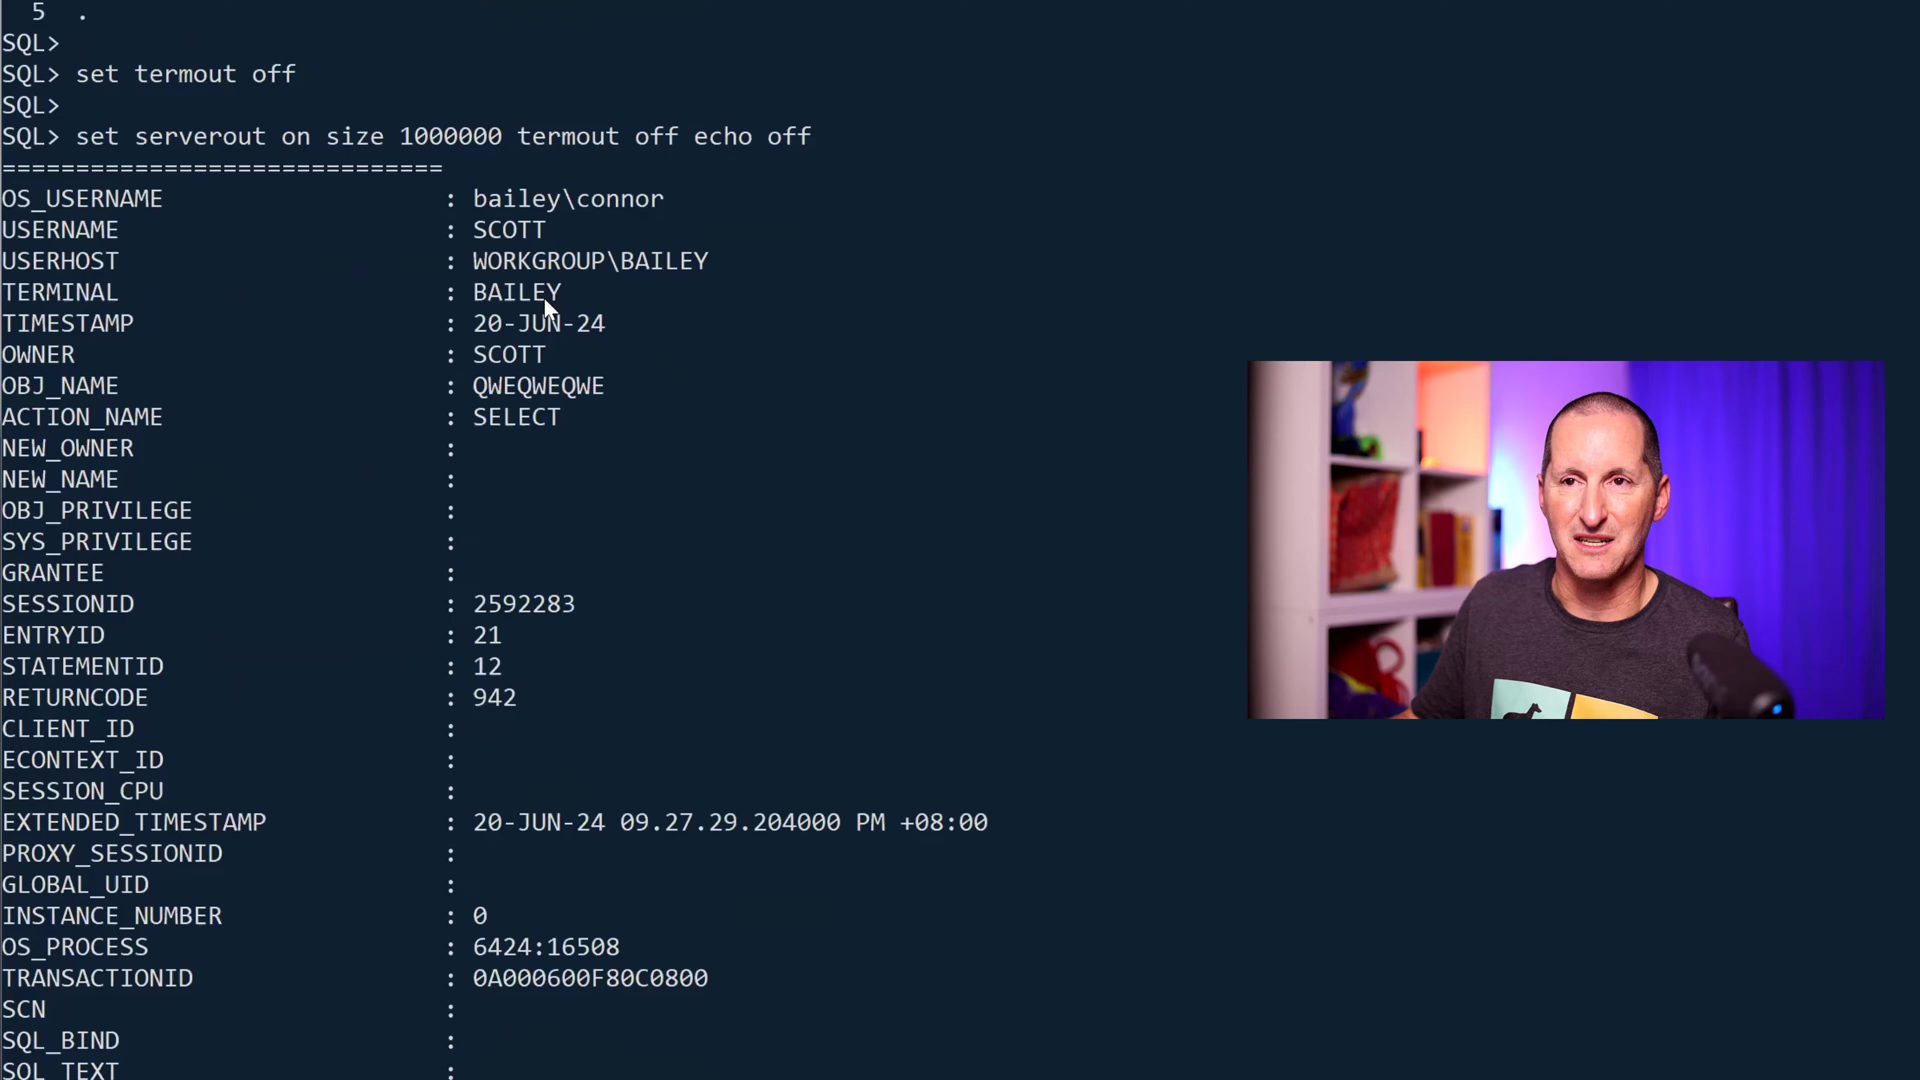 5 .
SQL>
SQL> set termout off
SQL>
SQL> set serverout on size 1000000 termout off echo off
==============================
OS_USERNAME : bailey\connor
USERNAME : SCOTT
USERHOST : WORKGROUP\BAILEY
TERMINAL : BAILEY
TIMESTAMP : 20-JUN-24
OWNER : SCOTT
OBJ_NAME : QWEQWEQWE
ACTION_NAME : SELECT
NEW_OWNER :
NEW_NAME :
OBJ_PRIVILEGE :
SYS_PRIVILEGE :
GRANTEE :
SESSIONID : 2592283
ENTRYID : 21
STATEMENTID : 12
RETURNCODE : 942
CLIENT_ID :
ECONTEXT_ID :
SESSION_CPU :
EXTENDED_TIMESTAMP : 20-JUN-24 09.27.29.204000 PM +08:00
PROXY_SESSIONID :
GLOBAL_UID :
INSTANCE_NUMBER : 0
OS_PROCESS : 6424:16508
TRANSACTIONID : 0A000600F80C0800
SCN :
SQL_BIND :
SQL_TEXT :